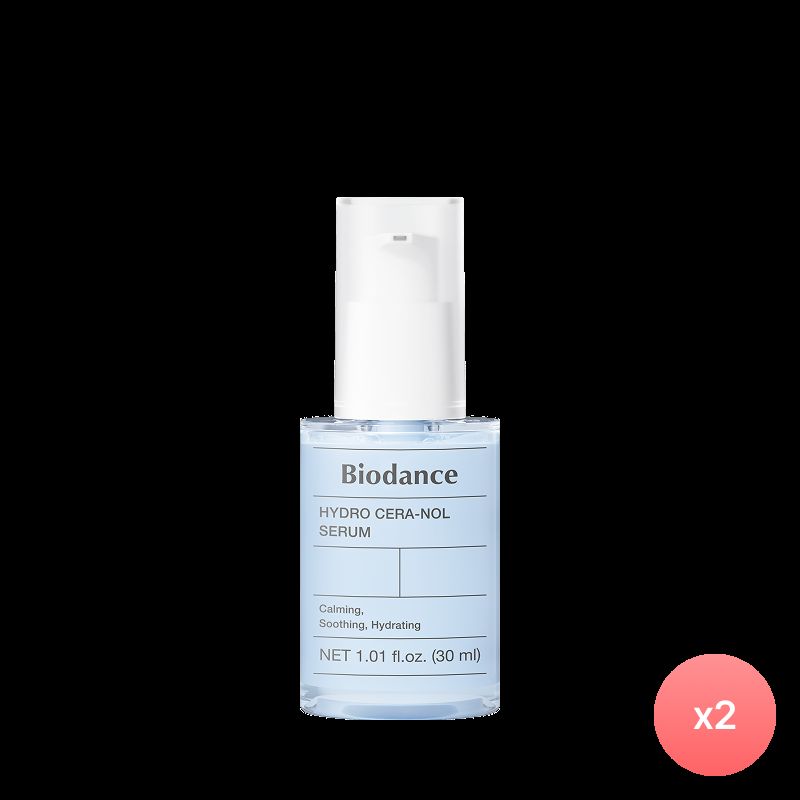 Biodance
HYDRO CERA-NOL
SERUM
Calming,
Soothing, Hydrating
NET 1.01 fl.oz. (30 ml)
x2